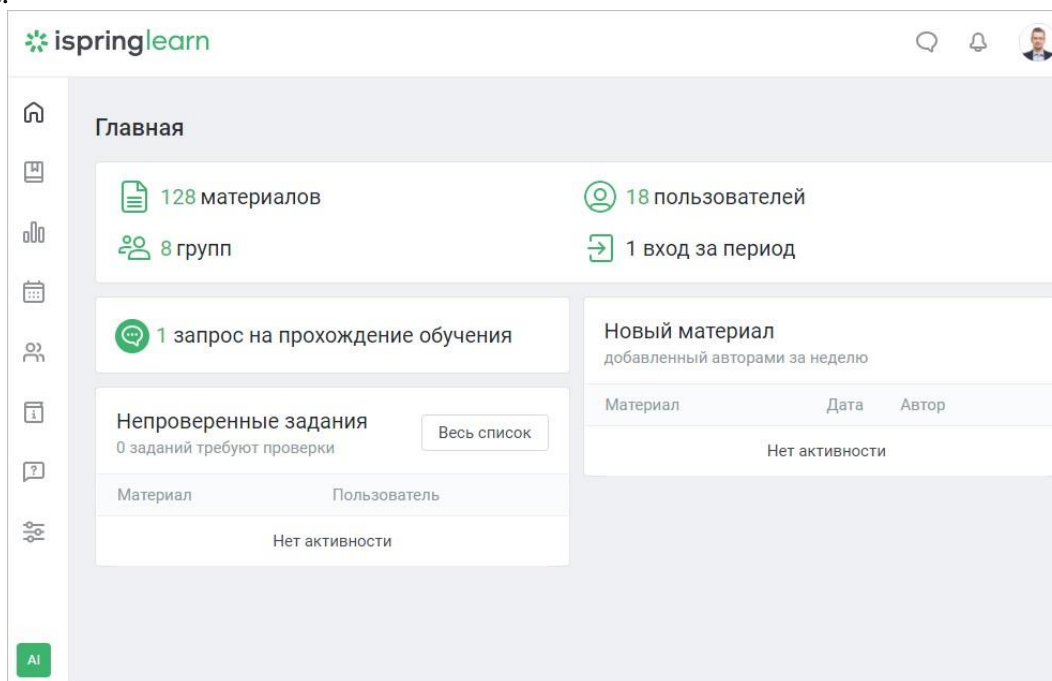 ispringlearn
Главная
128 материалов
18 пользователей
8 групп
1 вход за период
1 запрос на прохождение обучения
Непроверенные задания
0 заданий требуют проверки
Весь список
Материал Пользователь
Нет активности
Новый материал
добавленный авторами за неделю
Материал Дата Автор
Нет активности
AI